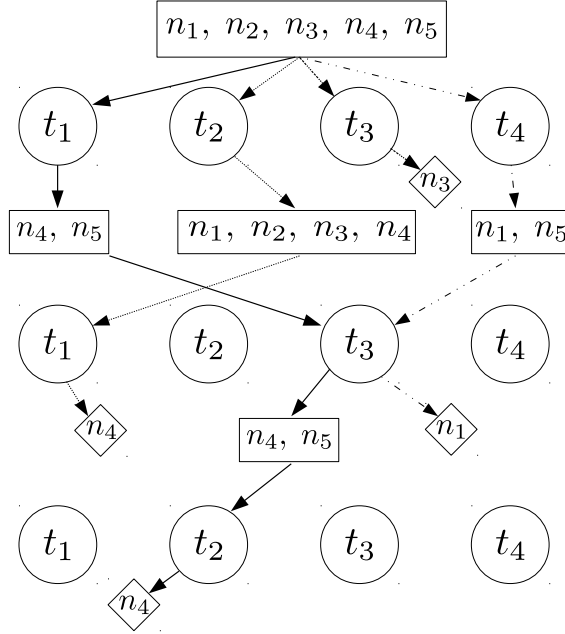 n₁, n₂, n₃, n₄, n₅
t₁ t₂ t₃ t₄
n₃
n₄, n₅ n₁, n₂, n₃, n₄ n₁, n₅
t₁ t₂ t₃ t₄
n₄ n₄, n₅ n₁
t₁ t₂ t₃ t₄
n₄